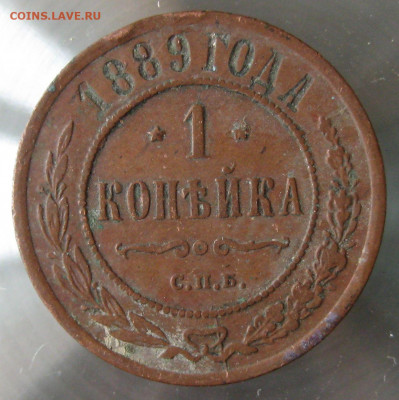 COINS.LAVE.RU
1889 ГОДА
1
КОПѢЙКА
С.П.Б.